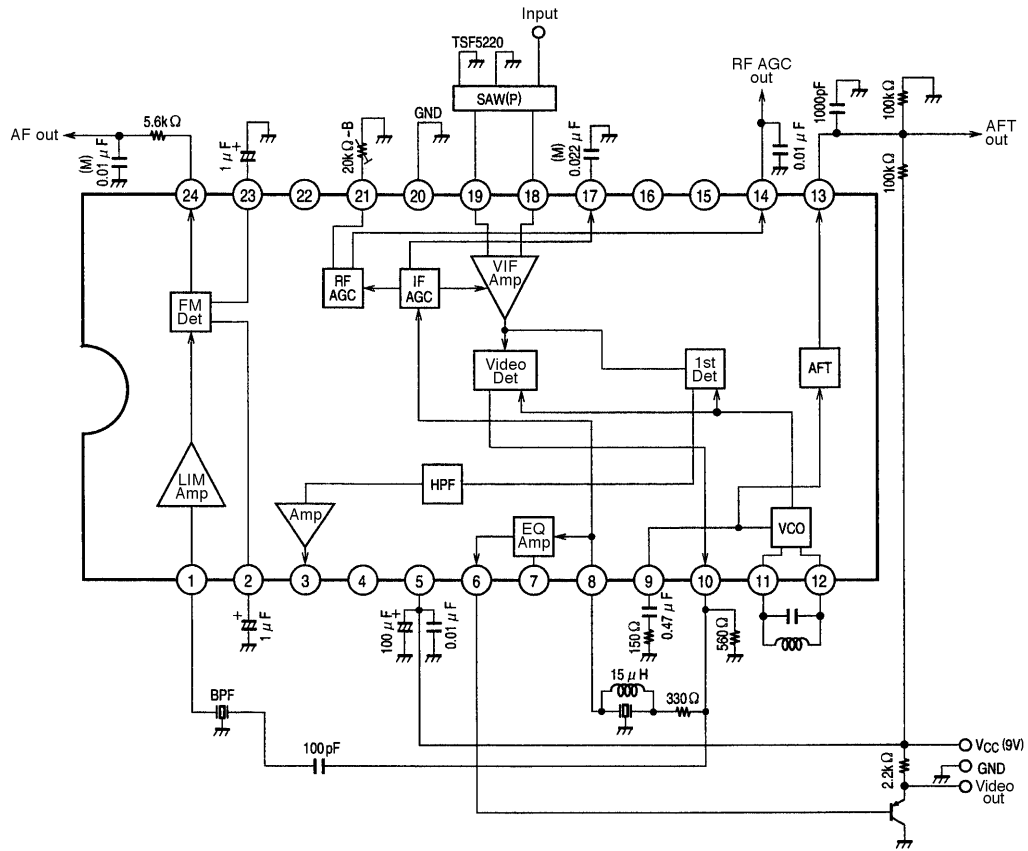 Input
TSF5220
SAW(P)
GND
RF AGC
out
1000pF
100kΩ
AFT
out
AF out
5.6kΩ
(M)
0.01 μF
1 μF
+
20kΩ-B
(M)
0.022 μF
0.01 μF
100kΩ
24
23
22
21
20
19
18
17
16
15
14
13
RF
AGC
IF
AGC
VIF
Amp
FM
Det
Video
Det
1st
Det
AFT
LIM
Amp
HPF
Amp
EQ
Amp
VCO
1
2
3
4
5
6
7
8
9
10
11
12
+
1 μF
100 μF
+
0.01 μF
150Ω
0.47 μF
560Ω
BPF
15 μH
330Ω
100pF
VCC (9V)
2.2kΩ
GND
Video
out